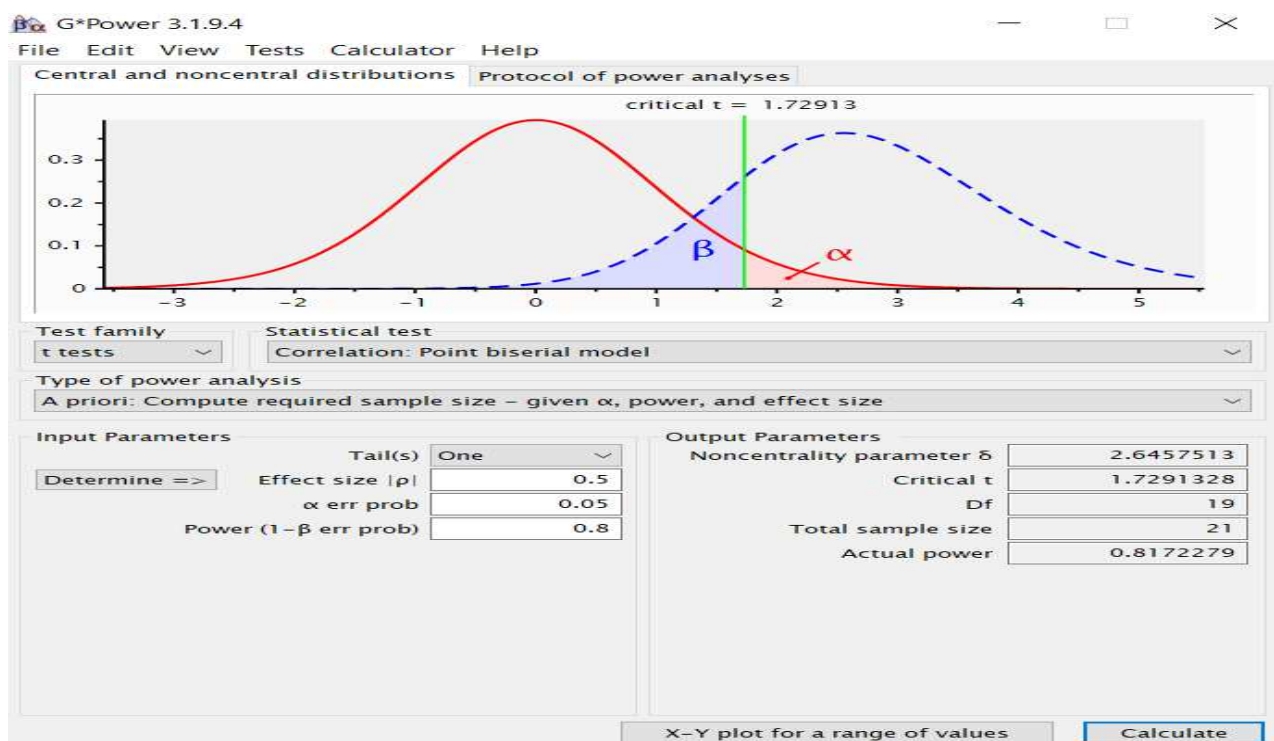 G*Power 3.1.9.4
File Edit View Tests Calculator Help
Central and noncentral distributions Protocol of power analyses
critical t = 1.72913
0.3
0.2
0.1
0
β
α
-3 -2 -1 0 1 2 3 4 5
Test family Statistical test
t tests Correlation: Point biserial model
Type of power analysis
A priori: Compute required sample size – given α, power, and effect size
Input Parameters Output Parameters
Tail(s) One Noncentrality parameter δ 2.6457513
Determine => Effect size |ρ| 0.5 Critical t 1.7291328
α err prob 0.05 Df 19
Power (1–β err prob) 0.8 Total sample size 21
Actual power 0.8172279
X–Y plot for a range of values Calculate